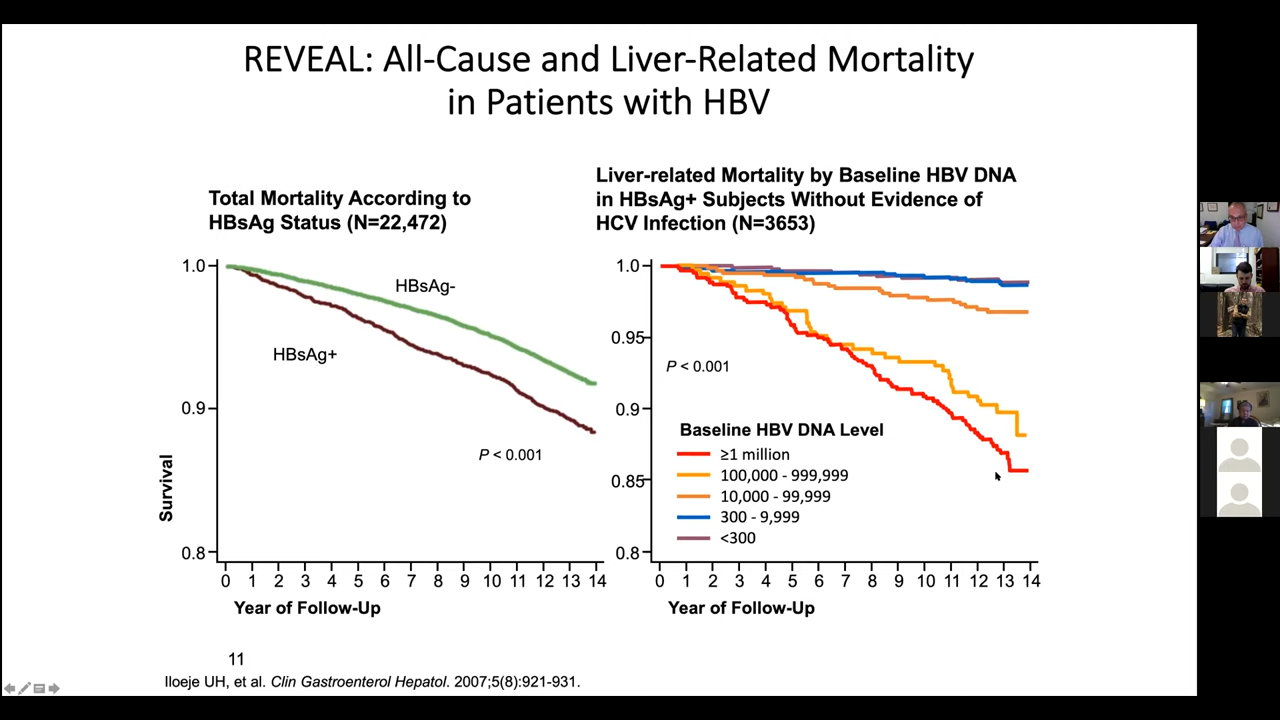 REVEAL: All-Cause and Liver-Related Mortality
in Patients with HBV
Total Mortality According to
HBsAg Status (N=22,472)
1.0
0.9
0.8
Survival
HBsAg-
HBsAg+
P < 0.001
0 1 2 3 4 5 6 7 8 9 10 11 12 13 14
Year of Follow-Up
Liver-related Mortality by Baseline HBV DNA
in HBsAg+ Subjects Without Evidence of
HCV Infection (N=3653)
1.0
0.95
0.9
0.85
0.8
P < 0.001
Baseline HBV DNA Level
≥1 million
100,000 - 999,999
10,000 - 99,999
300 - 9,999
<300
0 1 2 3 4 5 6 7 8 9 10 11 12 13 14
Year of Follow-Up
11
Iloeje UH, et al. Clin Gastroenterol Hepatol. 2007;5(8):921-931.